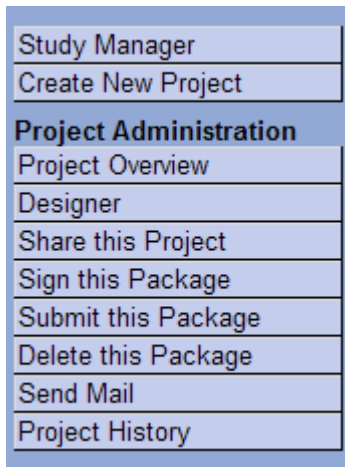 Study Manager
Create New Project
Project Administration
Project Overview
Designer
Share this Project
Sign this Package
Submit this Package
Delete this Package
Send Mail
Project History